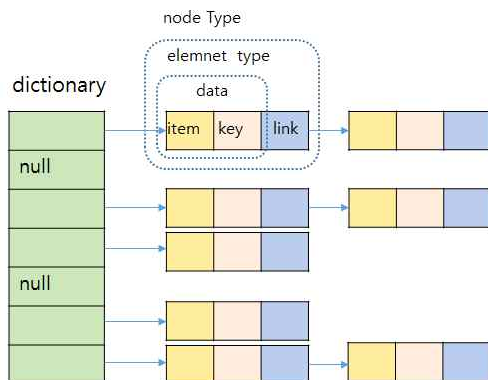 node Type
elemnet type
data
dictionary
item key link
null
null